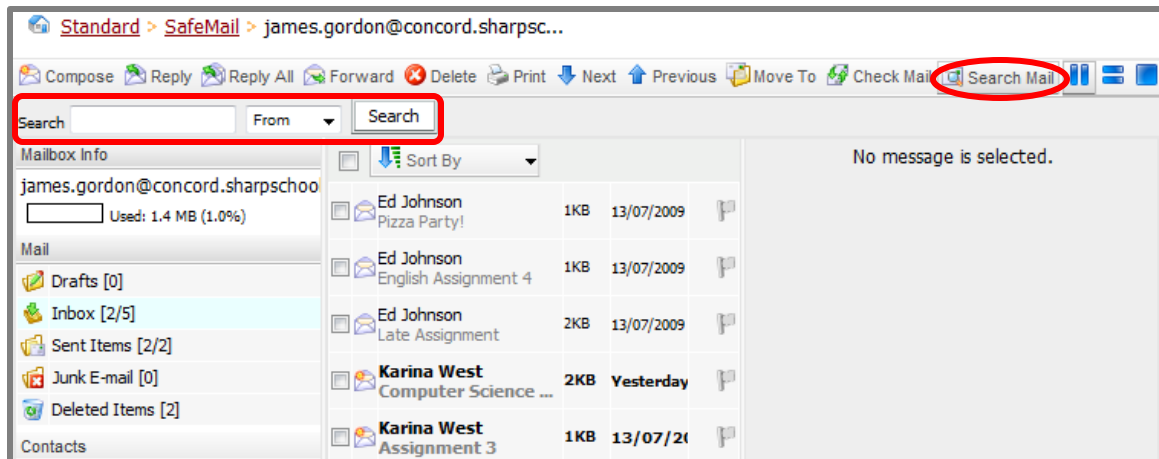 Standard > SafeMail > james.gordon@concord.sharpsc...
Compose Reply Reply All Forward Delete Print Next Previous Move To Check Mail Search Mail
Search From Search
Mailbox Info
james.gordon@concord.sharpschoo
Used: 1.4 MB (1.0%)
Mail
Drafts [0]
Inbox [2/5]
Sent Items [2/2]
Junk E-mail [0]
Deleted Items [2]
Contacts
Sort By
Ed Johnson 1KB 13/07/2009
Pizza Party!
Ed Johnson 1KB 13/07/2009
English Assignment 4
Ed Johnson 2KB 13/07/2009
Late Assignment
Karina West 2KB Yesterday
Computer Science ...
Karina West 1KB 13/07/20
Assignment 3
No message is selected.